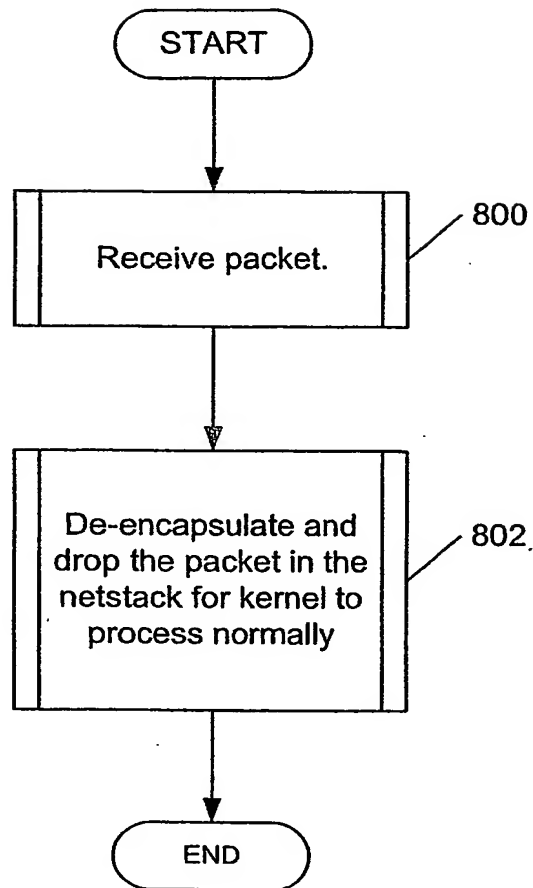 START
Receive packet.
800
De-encapsulate and
drop the packet in the
netstack for kernel to
process normally
802
END